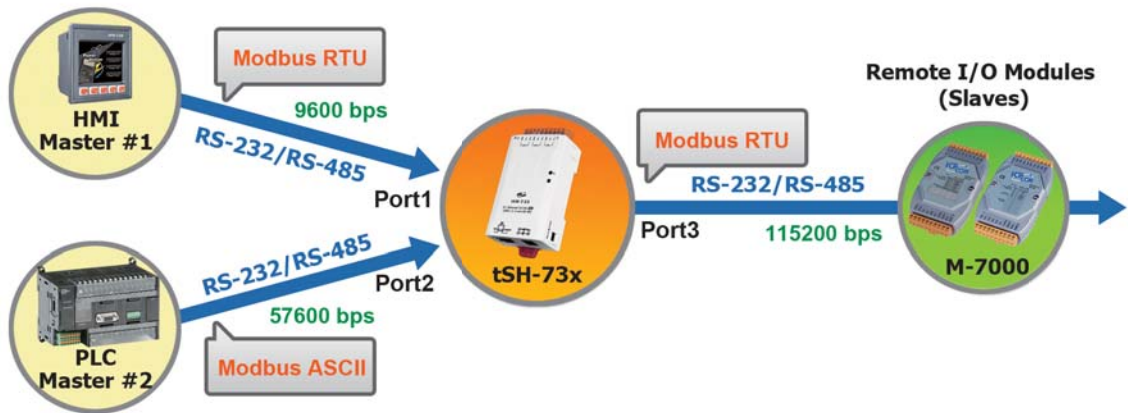 Modbus RTU
9600 bps
HMI
Master #1
RS-232/RS-485
Port1
Remote I/O Modules
(Slaves)
Modbus RTU
RS-232/RS-485
Port3
115200 bps
tSH-73x
M-7000
RS-232/RS-485
Port2
57600 bps
Modbus ASCII
PLC
Master #2